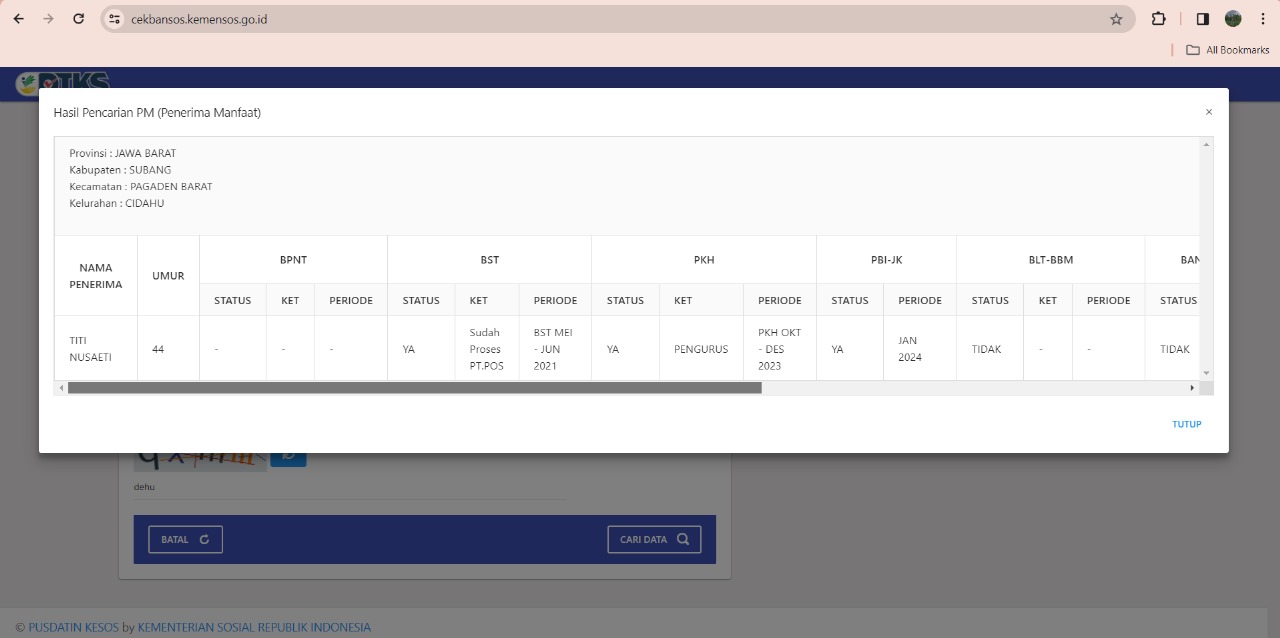 cekbansos.kemensos.go.id
All Bookmarks
DTKS
Hasil Pencarian PM (Penerima Manfaat)
×
Provinsi : JAWA BARAT
Kabupaten : SUBANG
Kecamatan : PAGADEN BARAT
Kelurahan : CIDAHU
NAMA PENERIMA UMUR BPNT BST PKH PBI-JK BLT-BBM BAN
STATUS KET PERIODE STATUS KET PERIODE STATUS KET PERIODE STATUS PERIODE STATUS KET PERIODE STATUS
TITI NUSAETI 44 - - - YA Sudah Proses PT.POS BST MEI - JUN 2021 YA PENGURUS PKH OKT - DES 2023 YA JAN 2024 TIDAK - - TIDAK
TUTUP
dehu
BATAL
CARI DATA
© PUSDATIN KESOS by KEMENTERIAN SOSIAL REPUBLIK INDONESIA